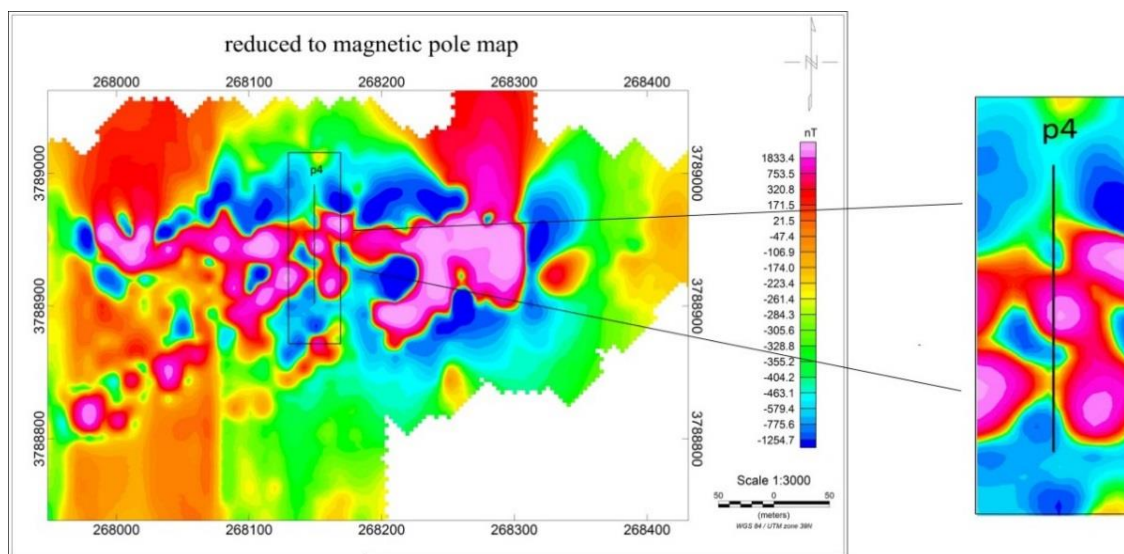 reduced to magnetic pole map
268000 268100 268200 268300 268400
3789000
3788900
3788800
p4
3789000
3788900
3788800
268000 268100 268200 268300 268400
N
nT
1833.4
753.5
320.8
171.5
21.5
-47.4
-106.9
-174.0
-223.4
-261.4
-284.3
-305.6
-328.8
-355.2
-404.2
-463.1
-579.4
-775.6
-1254.7
Scale 1:3000
50 0 50
(meters)
WGS 84 / UTM zone 39N
p4